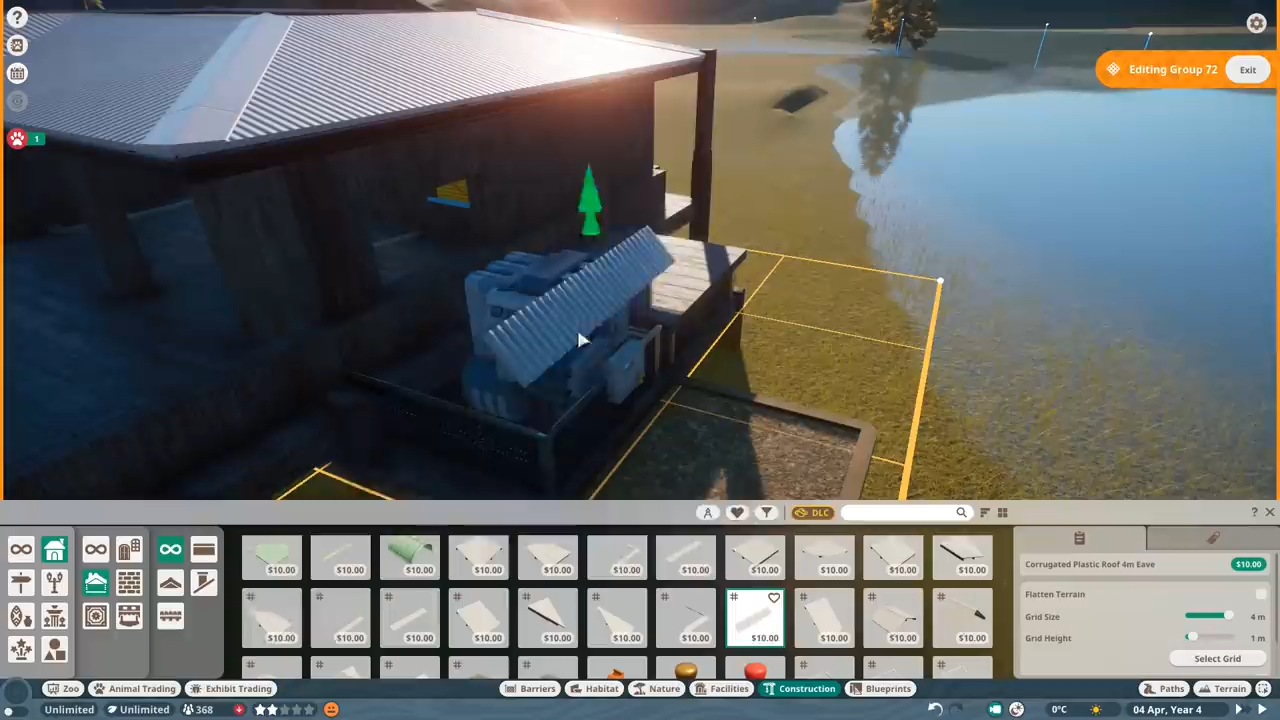 ?
Editing Group 72 Exit
1
DLC
? ×
$10.00 $10.00 $10.00 $10.00 $10.00 $10.00 $10.00 $10.00 $10.00 $10.00 $10.00
$10.00 $10.00 $10.00 $10.00 $10.00 $10.00 $10.00 $10.00 $10.00 $10.00 $10.00
Corrugated Plastic Roof 4m Eave $10.00
Flatten Terrain
Grid Size 4 m
Grid Height 1 m
Select Grid
Zoo Animal Trading Exhibit Trading Barriers Habitat Nature Facilities Construction Blueprints Paths Terrain
Unlimited Unlimited 368 0°C 04 Apr, Year 4